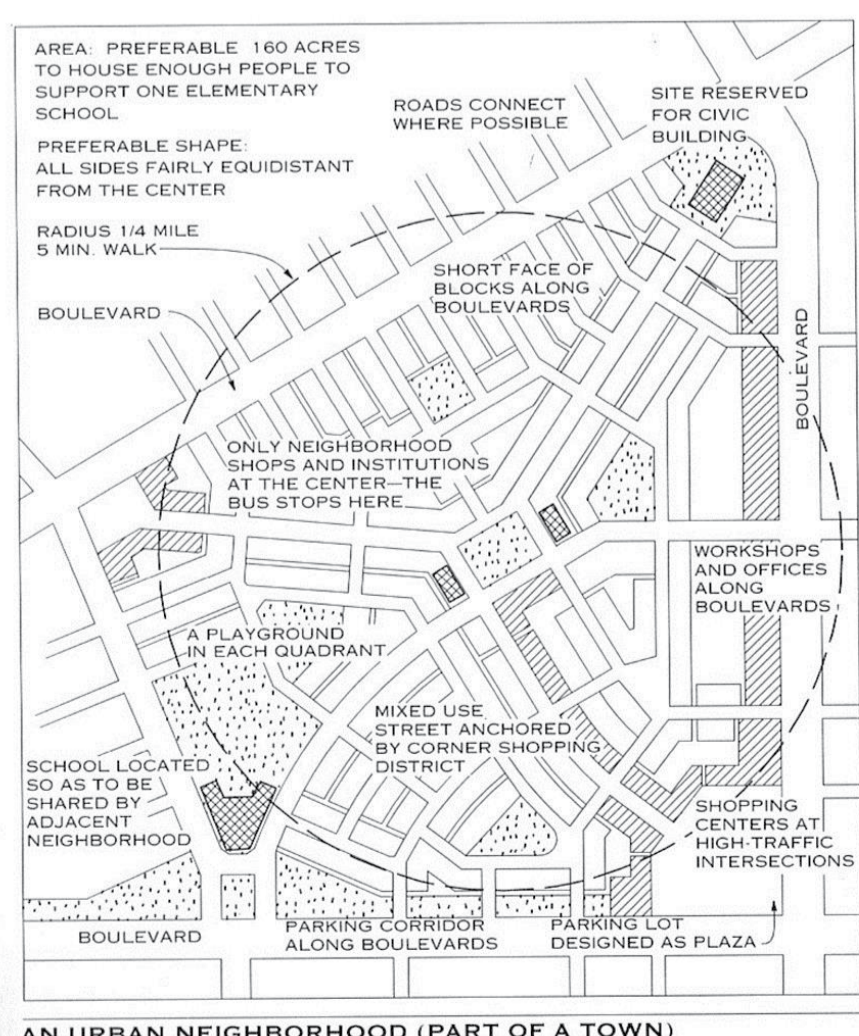 AREA: PREFERABLE 160 ACRES
TO HOUSE ENOUGH PEOPLE TO
SUPPORT ONE ELEMENTARY
SCHOOL
PREFERABLE SHAPE:
ALL SIDES FAIRLY EQUIDISTANT
FROM THE CENTER
RADIUS 1/4 MILE
5 MIN. WALK
BOULEVARD
ROADS CONNECT
WHERE POSSIBLE
SITE RESERVED
FOR CIVIC
BUILDING
SHORT FACE OF
BLOCKS ALONG
BOULEVARDS
BOULEVARD
ONLY NEIGHBORHOOD
SHOPS AND INSTITUTIONS
AT THE CENTER—THE
BUS STOPS HERE
WORKSHOPS
AND OFFICES
ALONG
BOULEVARDS
A PLAYGROUND
IN EACH QUADRANT
MIXED USE
STREET ANCHORED
BY CORNER SHOPPING
DISTRICT
SCHOOL LOCATED
SO AS TO BE
SHARED BY
ADJACENT
NEIGHBORHOOD
SHOPPING
CENTERS AT
HIGH-TRAFFIC
INTERSECTIONS
BOULEVARD
PARKING CORRIDOR
ALONG BOULEVARDS
PARKING LOT
DESIGNED AS PLAZA
AN URBAN NEIGHBORHOOD (PART OF A TOWN)